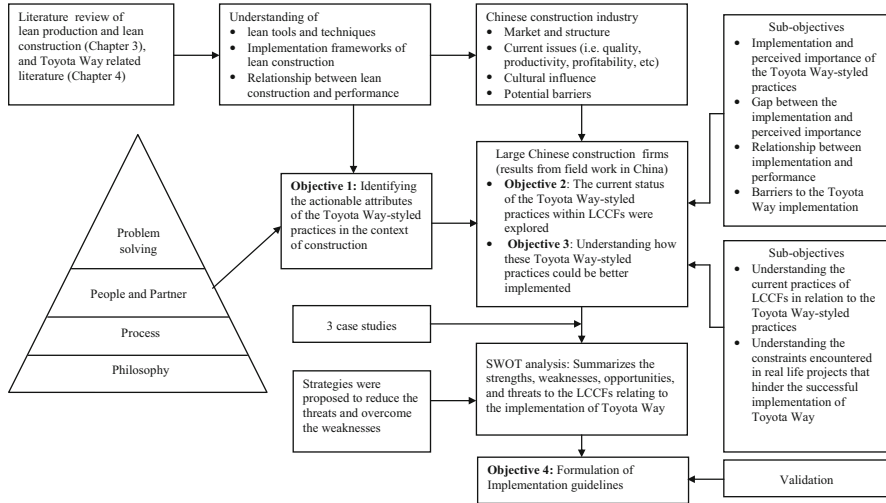 Literature review of
lean production and lean
construction (Chapter 3),
and Toyota Way related
literature (Chapter 4)
Understanding of
• lean tools and techniques
• Implementation frameworks of
lean construction
• Relationship between lean
construction and performance
Chinese construction industry
• Market and structure
• Current issues (i.e. quality,
productivity, profitability, etc)
• Cultural influence
• Potential barriers
Sub-objectives
• Implementation and
perceived importance of
the Toyota Way-styled
practices
• Gap between the
implementation and
perceived importance
• Relationship between
implementation and
performance
• Barriers to the Toyota
Way implementation
Problem
solving
People and Partner
Process
Philosophy
Objective 1: Identifying
the actionable attributes
of the Toyota Way-styled
practices in the context
of construction
Large Chinese construction firms
(results from field work in China)
• Objective 2: The current status
of the Toyota Way-styled
practices within LCCFs were
explored
• Objective 3: Understanding how
these Toyota Way-styled
practices could be better
implemented
Sub-objectives
• Understanding the
current practices of
LCCFs in relation to the
Toyota Way-styled
practices
• Understanding the
constraints encountered
in real life projects that
hinder the successful
implementation of
Toyota Way
3 case studies
Strategies were
proposed to reduce the
threats and overcome
the weaknesses
SWOT analysis: Summarizes the
strengths, weaknesses, opportunities,
and threats to the LCCFs relating to
the implementation of Toyota Way
Objective 4: Formulation of
Implementation guidelines
Validation